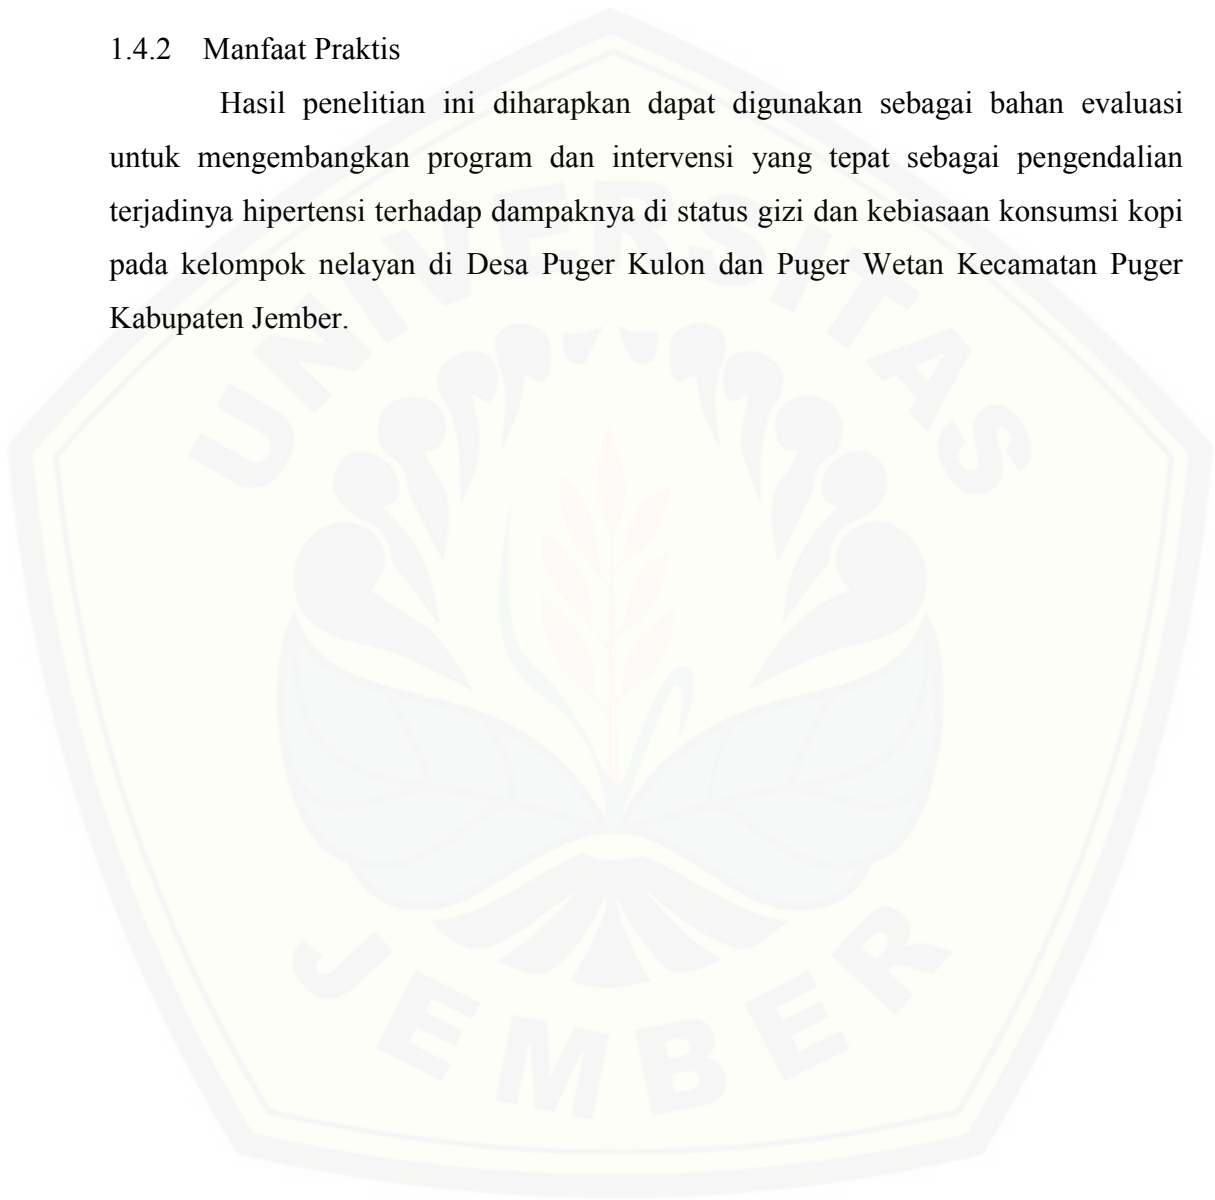 1.4.2 Manfaat Praktis
Hasil penelitian ini diharapkan dapat digunakan sebagai bahan evaluasi
untuk mengembangkan program dan intervensi yang tepat sebagai pengendalian
terjadinya hipertensi terhadap dampaknya di status gizi dan kebiasaan konsumsi kopi
pada kelompok nelayan di Desa Puger Kulon dan Puger Wetan Kecamatan Puger
Kabupaten Jember.
UNIVERSITAS
JEMBER